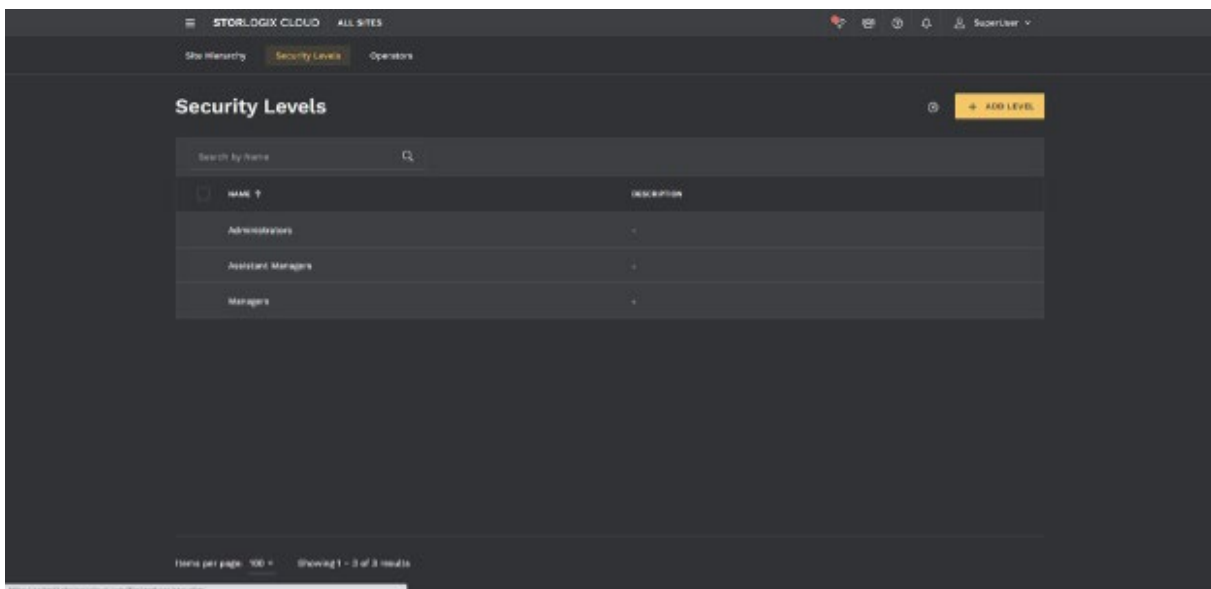 STORLOGIX CLOUD ALL SITES SuperUser
Site Hierarchy Security Levels Operators
Security Levels + ADD LEVEL
Search by Name
NAME ↑ DESCRIPTION
Administrators -
Assistant Managers -
Managers -
Items per page 100 Showing 1 - 3 of 3 results